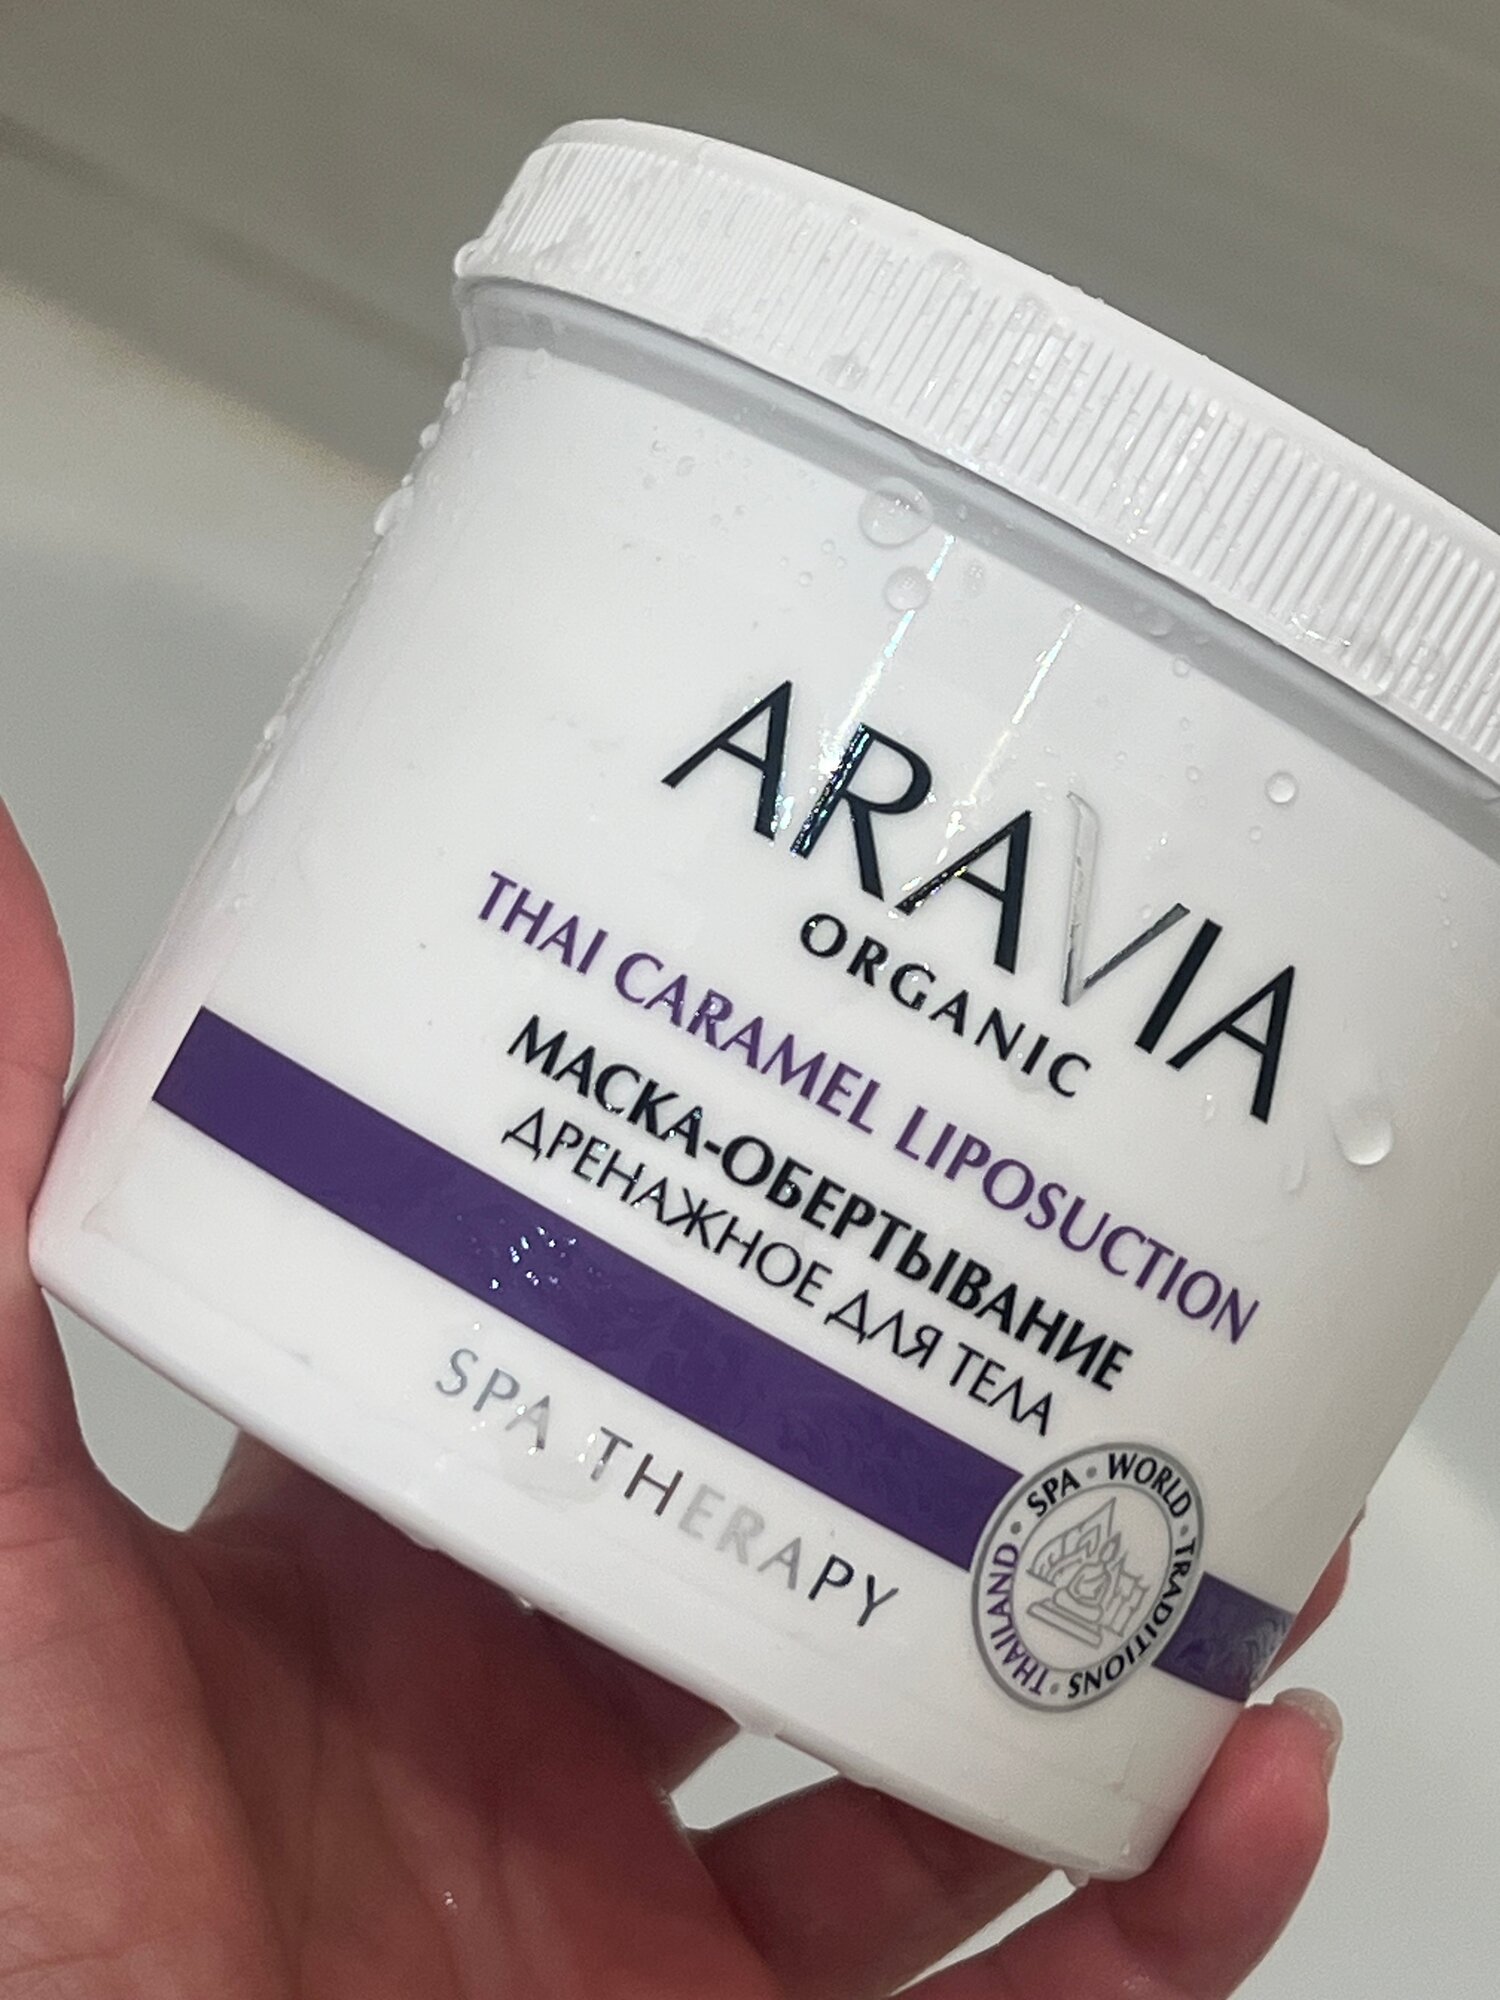 ARAVIA
ORGANIC
THAI CARAMEL LIPOSUCTION
МАСКА-ОБЕРТЫВАНИЕ
ДРЕНАЖНОЕ ДЛЯ ТЕЛА
SPA THERAPY
SPA • WORLD • TRADITIONS • THAILAND •